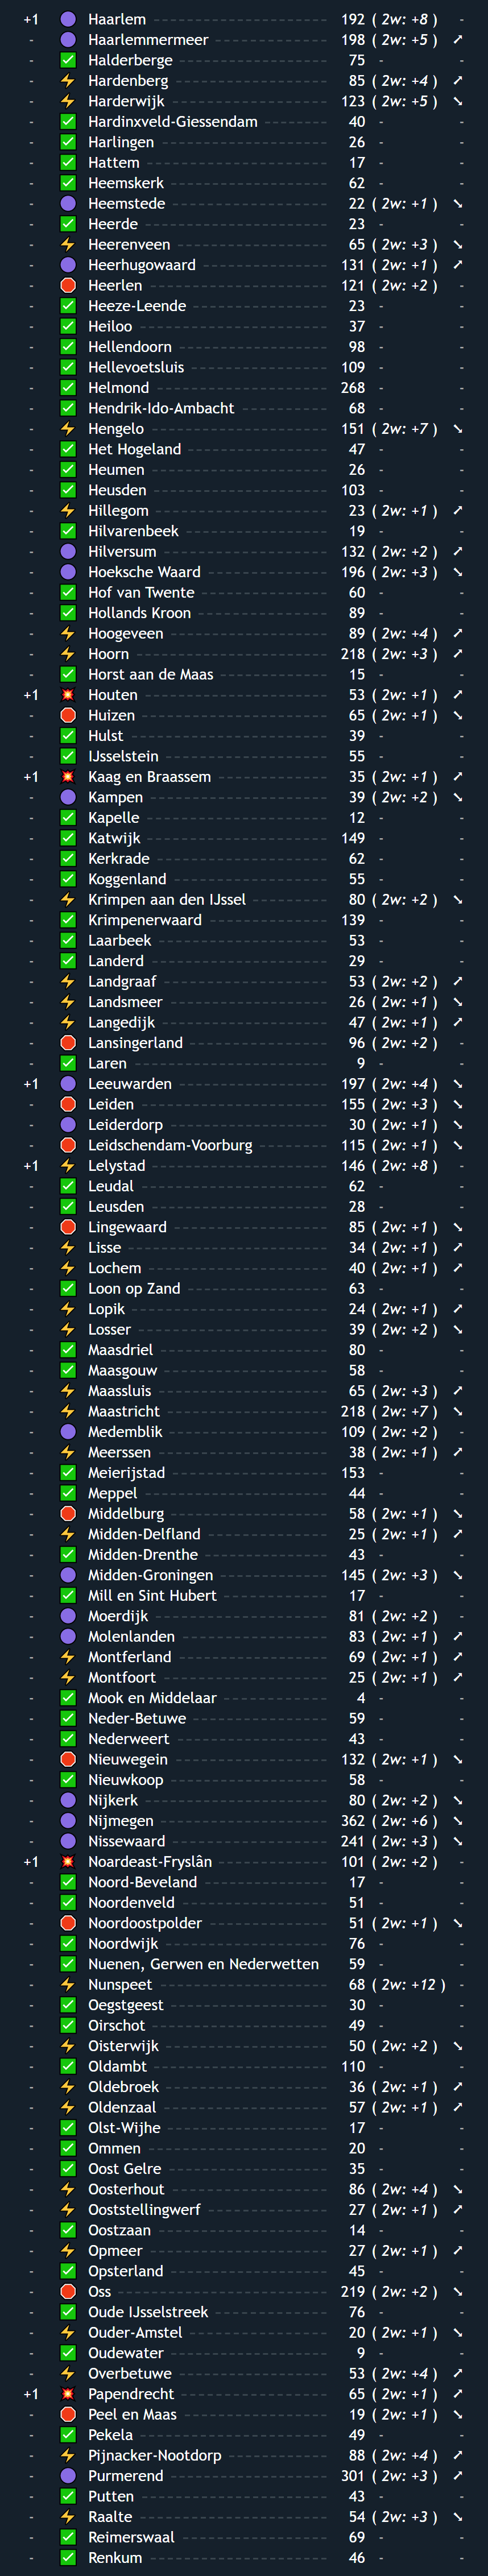 +1 Haarlem 192 ( 2w: +8 ) -
- Haarlemmermeer 198 ( 2w: +5 ) ➚
- Halderberge 75 - -
- Hardenberg 85 ( 2w: +4 ) ➚
- Harderwijk 123 ( 2w: +5 ) ➘
- Hardinxveld-Giessendam 40 - -
- Harlingen 26 - -
- Hattem 17 - -
- Heemskerk 62 - -
- Heemstede 22 ( 2w: +1 ) ➘
- Heerde 23 - -
- Heerenveen 65 ( 2w: +3 ) ➘
- Heerhugowaard 131 ( 2w: +1 ) ➚
- Heerlen 121 ( 2w: +2 ) -
- Heeze-Leende 23 - -
- Heiloo 37 - -
- Hellendoorn 98 - -
- Hellevoetsluis 109 - -
- Helmond 268 - -
- Hendrik-Ido-Ambacht 68 - -
- Hengelo 151 ( 2w: +7 ) ➘
- Het Hogeland 47 - -
- Heumen 26 - -
- Heusden 103 - -
- Hillegom 23 ( 2w: +1 ) ➚
- Hilvarenbeek 19 - -
- Hilversum 132 ( 2w: +2 ) ➚
- Hoeksche Waard 196 ( 2w: +3 ) ➘
- Hof van Twente 60 - -
- Hollands Kroon 89 - -
- Hoogeveen 89 ( 2w: +4 ) ➚
- Hoorn 218 ( 2w: +3 ) ➚
- Horst aan de Maas 15 - -
+1 Houten 53 ( 2w: +1 ) ➚
- Huizen 65 ( 2w: +1 ) ➘
- Hulst 39 - -
- IJsselstein 55 - -
+1 Kaag en Braassem 35 ( 2w: +1 ) ➚
- Kampen 39 ( 2w: +2 ) ➘
- Kapelle 12 - -
- Katwijk 149 - -
- Kerkrade 62 - -
- Koggenland 55 - -
- Krimpen aan den IJssel 80 ( 2w: +2 ) ➘
- Krimpenerwaard 139 - -
- Laarbeek 53 - -
- Landerd 29 - -
- Landgraaf 53 ( 2w: +2 ) ➚
- Landsmeer 26 ( 2w: +1 ) ➘
- Langedijk 47 ( 2w: +1 ) ➚
- Lansingerland 96 ( 2w: +2 ) -
- Laren 9 - -
+1 Leeuwarden 197 ( 2w: +4 ) ➘
- Leiden 155 ( 2w: +3 ) ➘
- Leiderdorp 30 ( 2w: +1 ) ➘
- Leidschendam-Voorburg 115 ( 2w: +1 ) ➘
+1 Lelystad 146 ( 2w: +8 ) -
- Leudal 62 - -
- Leusden 28 - -
- Lingewaard 85 ( 2w: +1 ) ➘
- Lisse 34 ( 2w: +1 ) ➚
- Lochem 40 ( 2w: +1 ) ➚
- Loon op Zand 63 - -
- Lopik 24 ( 2w: +1 ) ➚
- Losser 39 ( 2w: +2 ) ➘
- Maasdriel 80 - -
- Maasgouw 58 - -
- Maassluis 65 ( 2w: +3 ) ➚
- Maastricht 218 ( 2w: +7 ) ➘
- Medemblik 109 ( 2w: +2 ) -
- Meerssen 38 ( 2w: +1 ) ➚
- Meierijstad 153 - -
- Meppel 44 - -
- Middelburg 58 ( 2w: +1 ) ➘
- Midden-Delfland 25 ( 2w: +1 ) ➚
- Midden-Drenthe 43 - -
- Midden-Groningen 145 ( 2w: +3 ) ➘
- Mill en Sint Hubert 17 - -
- Moerdijk 81 ( 2w: +2 ) -
- Molenlanden 83 ( 2w: +1 ) ➚
- Montferland 69 ( 2w: +1 ) ➚
- Montfoort 25 ( 2w: +1 ) ➚
- Mook en Middelaar 4 - -
- Neder-Betuwe 59 - -
- Nederweert 43 - -
- Nieuwegein 132 ( 2w: +1 ) ➘
- Nieuwkoop 58 - -
- Nijkerk 80 ( 2w: +2 ) ➘
- Nijmegen 362 ( 2w: +6 ) ➘
- Nissewaard 241 ( 2w: +3 ) ➘
+1 Noardeast-Fryslân 101 ( 2w: +2 ) -
- Noord-Beveland 17 - -
- Noordenveld 51 - -
- Noordoostpolder 51 ( 2w: +1 ) ➘
- Noordwijk 76 - -
- Nuenen, Gerwen en Nederwetten 59 - -
- Nunspeet 68 ( 2w: +12 ) -
- Oegstgeest 30 - -
- Oirschot 49 - -
- Oisterwijk 50 ( 2w: +2 ) ➘
- Oldambt 110 - -
- Oldebroek 36 ( 2w: +1 ) ➚
- Oldenzaal 57 ( 2w: +1 ) ➚
- Olst-Wijhe 17 - -
- Ommen 20 - -
- Oost Gelre 35 - -
- Oosterhout 86 ( 2w: +4 ) ➘
- Ooststellingwerf 27 ( 2w: +1 ) ➚
- Oostzaan 14 - -
- Opmeer 27 ( 2w: +1 ) ➚
- Opsterland 45 - -
- Oss 219 ( 2w: +2 ) ➘
- Oude IJsselstreek 76 - -
- Ouder-Amstel 20 ( 2w: +1 ) ➘
- Oudewater 9 - -
- Overbetuwe 53 ( 2w: +4 ) ➚
+1 Papendrecht 65 ( 2w: +1 ) ➚
- Peel en Maas 19 ( 2w: +1 ) ➘
- Pekela 49 - -
- Pijnacker-Nootdorp 88 ( 2w: +4 ) ➚
- Purmerend 301 ( 2w: +3 ) ➚
- Putten 43 - -
- Raalte 54 ( 2w: +3 ) ➘
- Reimerswaal 69 - -
- Renkum 46 - -